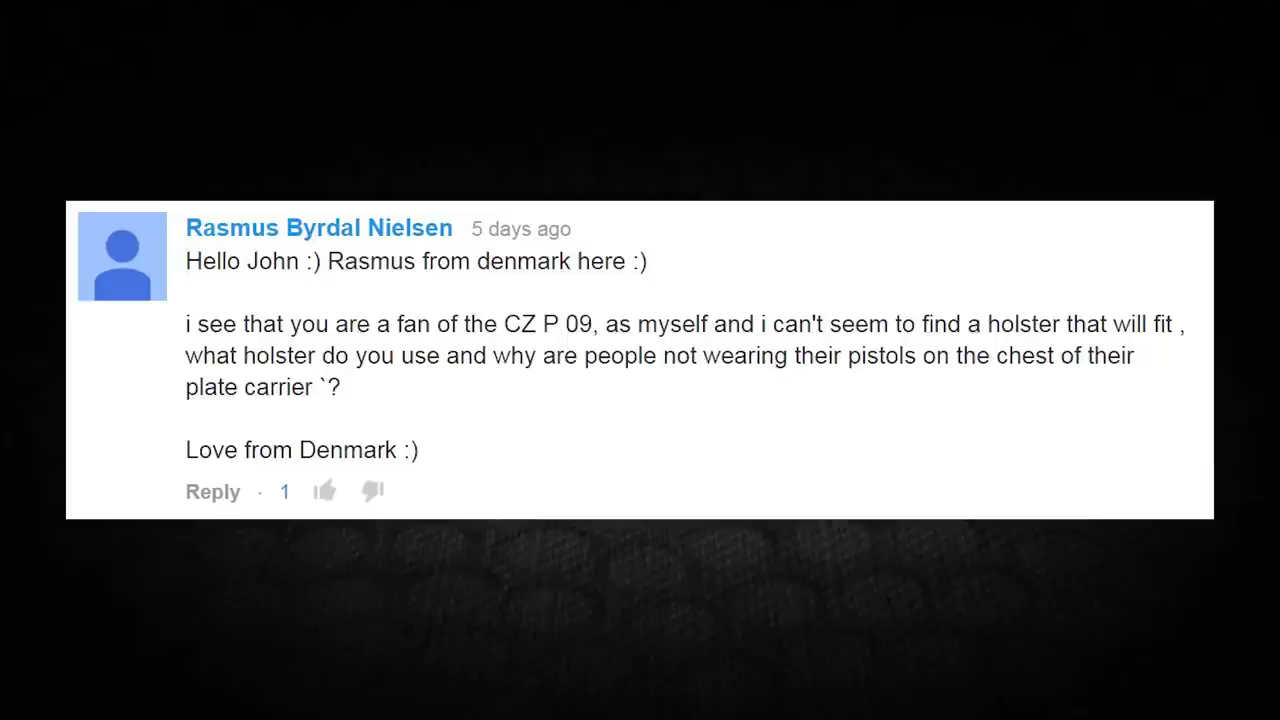 Rasmus Byrdal Nielsen 5 days ago
Hello John :) Rasmus from denmark here :)
i see that you are a fan of the CZ P 09, as myself and i can't seem to find a holster that will fit ,
what holster do you use and why are people not wearing their pistols on the chest of their
plate carrier `?
Love from Denmark :)
Reply · 1